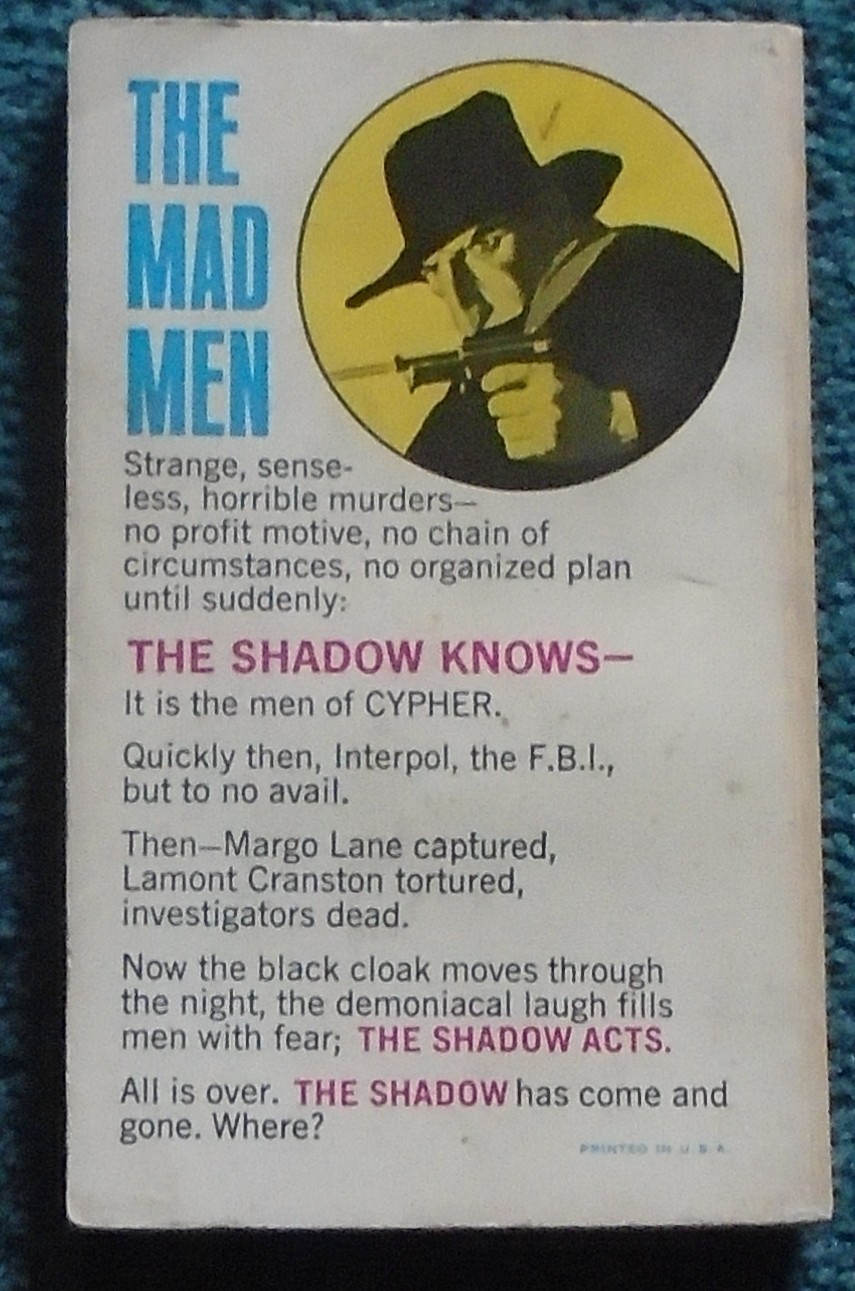 THE
MAD
MEN
Strange, sense-
less, horrible murders—
no profit motive, no chain of
circumstances, no organized plan
until suddenly:
THE SHADOW KNOWS—
It is the men of CYPHER.
Quickly then, Interpol, the F.B.I.,
but to no avail.
Then—Margo Lane captured,
Lamont Cranston tortured,
investigators dead.
Now the black cloak moves through
the night, the demoniacal laugh fills
men with fear; THE SHADOW ACTS.
All is over. THE SHADOW has come and
gone. Where?
PRINTED IN U.S.A.